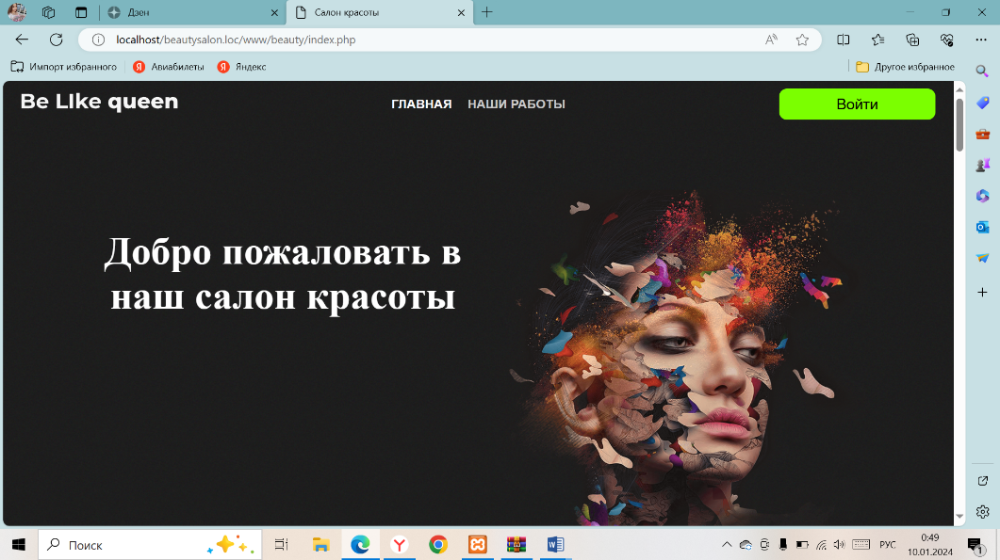 Дзен
Салон красоты
localhost/beautysalon.loc/www/beauty/index.php
Импорт избранного
Авиабилеты
Яндекс
Другое избранное
Be LIke queen
ГЛАВНАЯ
НАШИ РАБОТЫ
Войти
Добро пожаловать в
наш салон красоты
Поиск
РУС
0:49
10.01.2024
1